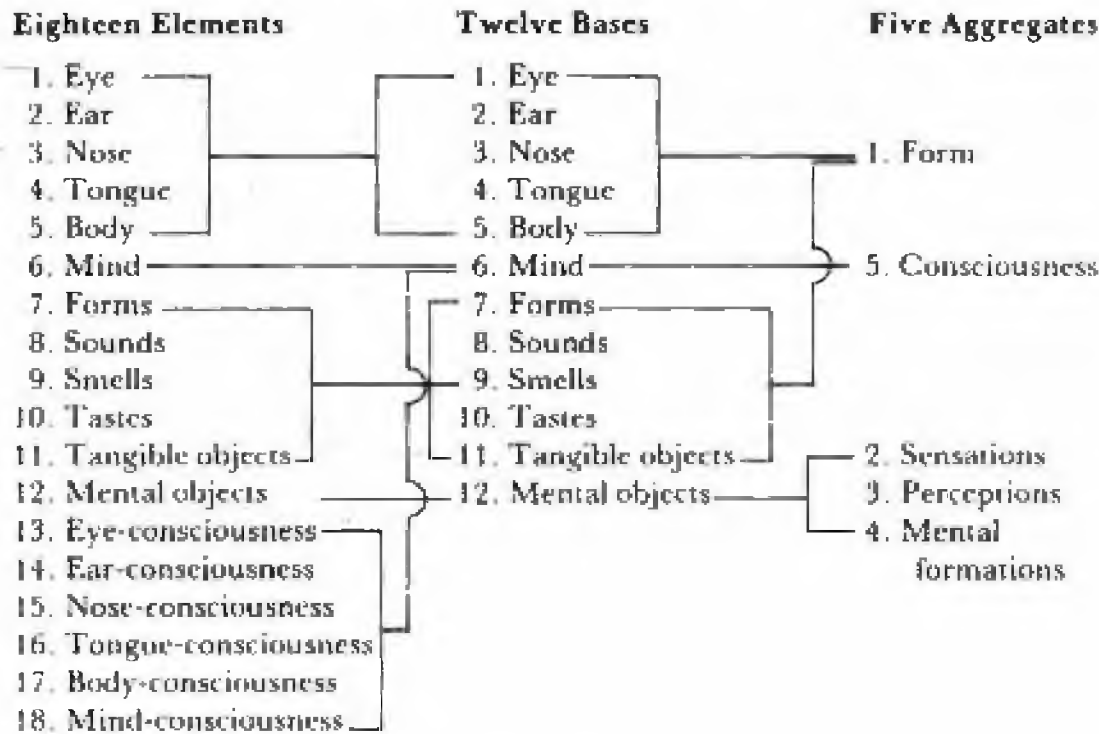 Eighteen Elements
1. Eye
2. Ear
3. Nose
4. Tongue
5. Body
6. Mind
7. Forms
8. Sounds
9. Smells
10. Tastes
11. Tangible objects
12. Mental objects
13. Eye-consciousness
14. Ear-consciousness
15. Nose-consciousness
16. Tongue-consciousness
17. Body-consciousness
18. Mind-consciousness
Twelve Bases
1. Eye
2. Ear
3. Nose
4. Tongue
5. Body
6. Mind
7. Forms
8. Sounds
9. Smells
10. Tastes
11. Tangible objects
12. Mental objects
Five Aggregates
1. Form
5. Consciousness
2. Sensations
3. Perceptions
4. Mental
formations